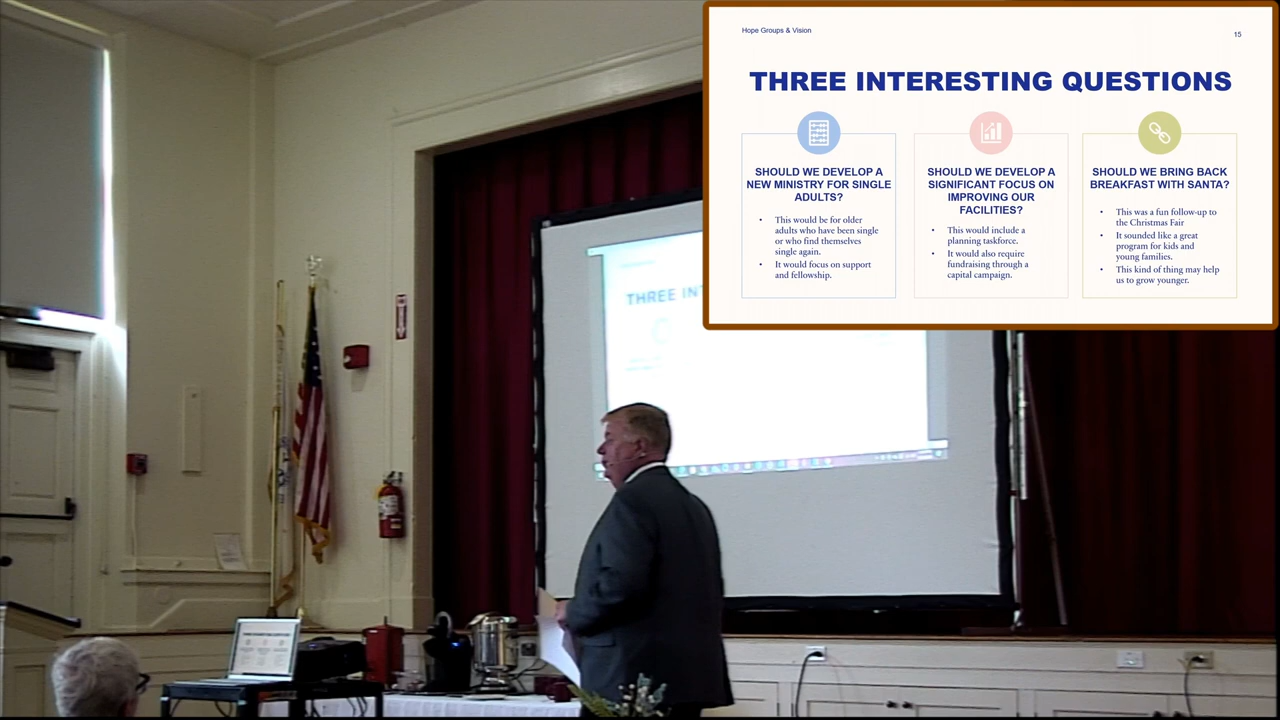 Hope Groups & Vision
15
THREE INTERESTING QUESTIONS
SHOULD WE DEVELOP A
NEW MINISTRY FOR SINGLE
ADULTS?
• This would be for older
adults who have been single
or who find themselves
single again.
• It would focus on support
and fellowship.
SHOULD WE DEVELOP A
SIGNIFICANT FOCUS ON
IMPROVING OUR
FACILITIES?
• This would include a
planning taskforce.
• It would also require
fundraising through a
capital campaign.
SHOULD WE BRING BACK
BREAKFAST WITH SANTA?
• This was a fun follow-up to
the Christmas Fair
• It sounded like a great
program for kids and
young families.
• This kind of thing may help
us to grow younger.
THREE IN